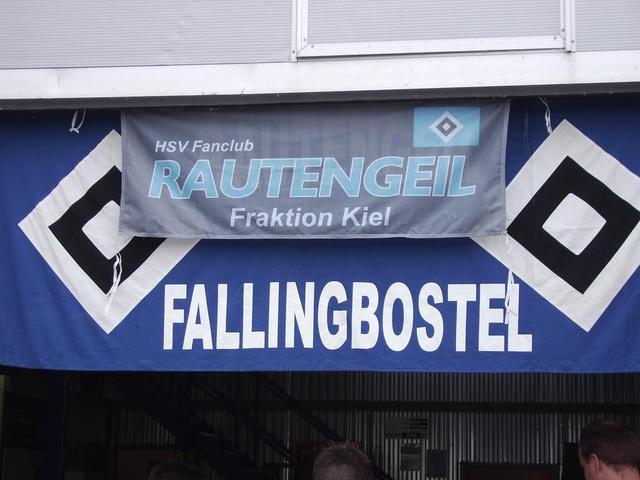 HSV Fanclub
RAUTENGEIL
Fraktion Kiel
FALLINGBOSTEL